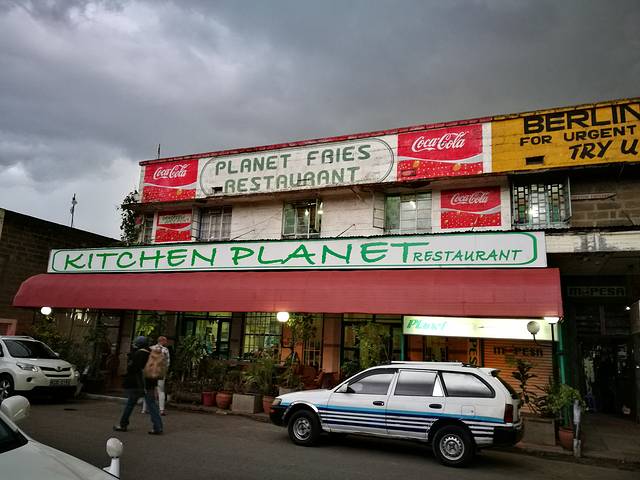 Coca-Cola
PLANET FRIES
RESTAURANT
Coca-Cola
BERLIN
FOR URGENT
TRY U
Coca-Cola
KITCHEN PLANET RESTAURANT
M-PESA
Planet
M-PESA